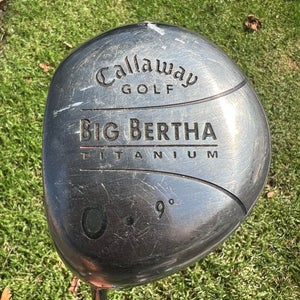 Callaway
GOLF
BIG BERTHA
TITANIUM
9°